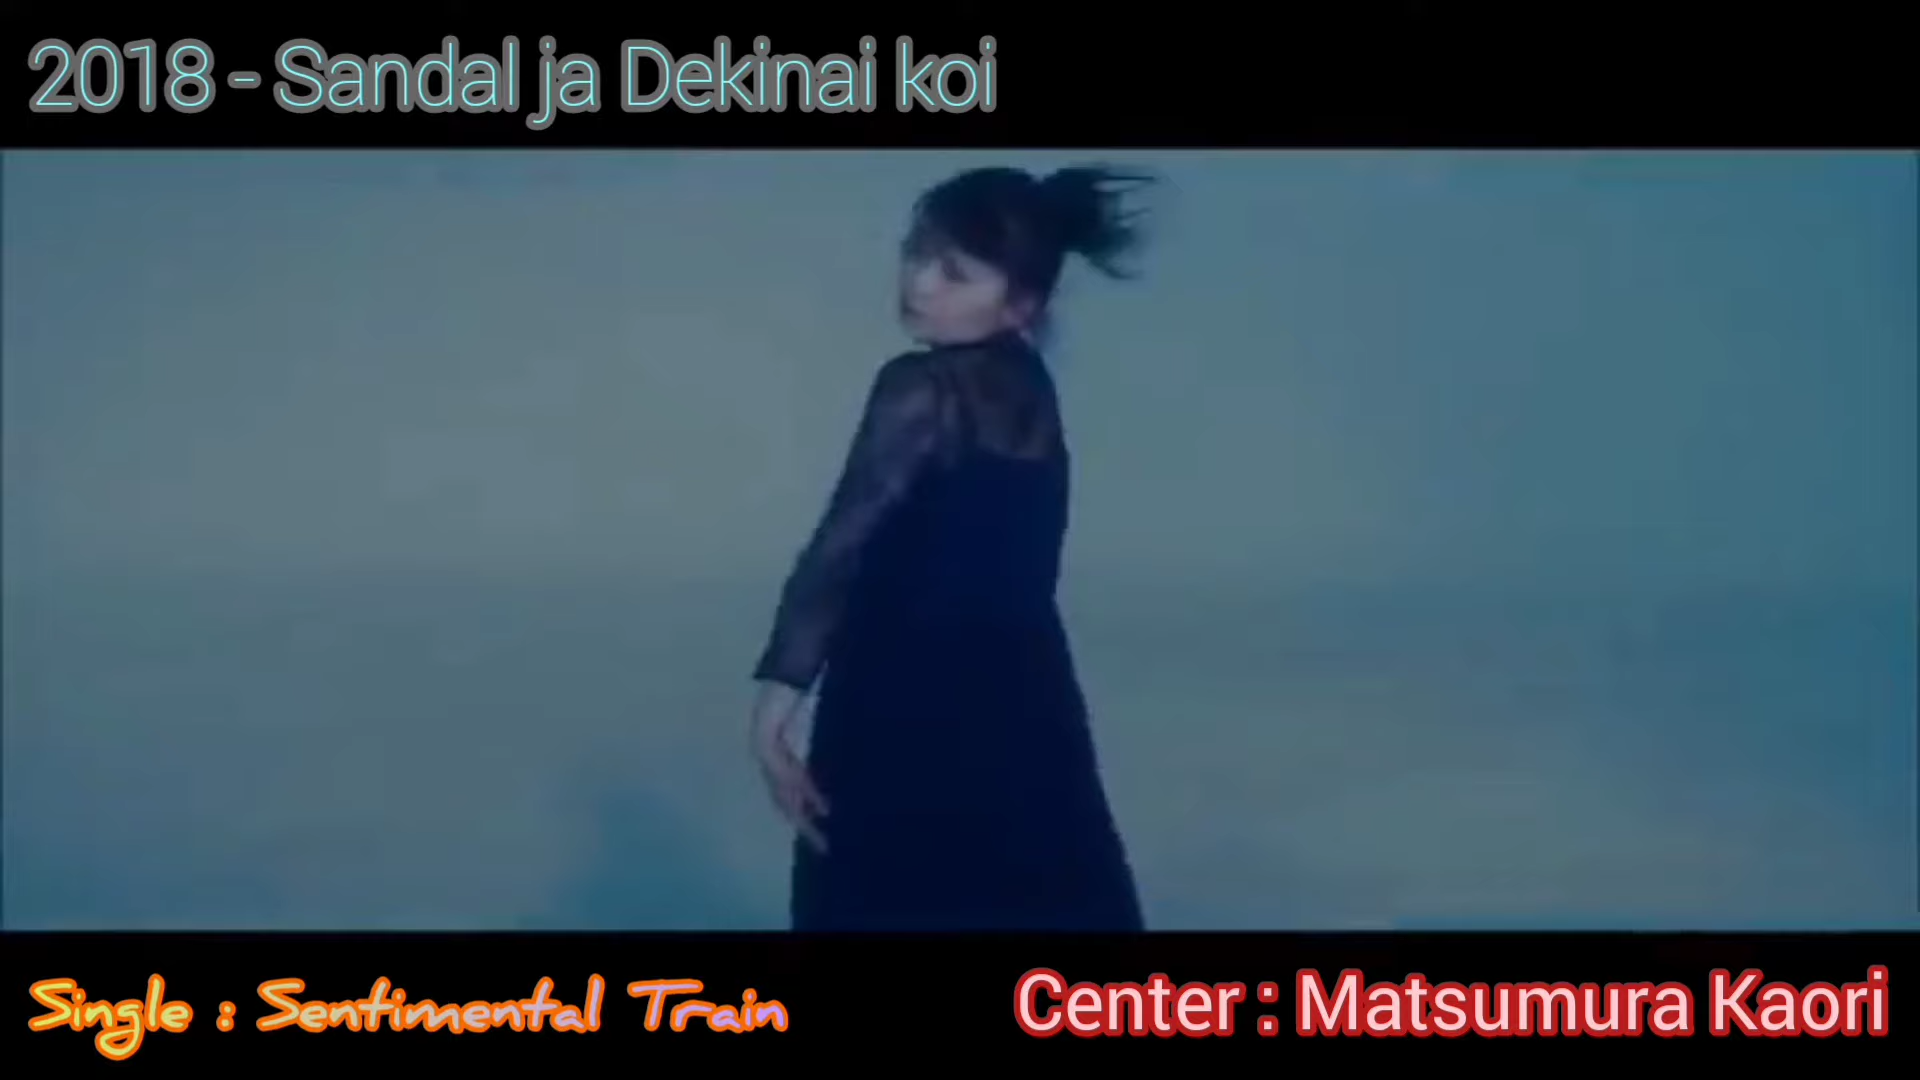 2018 - Sandal ja Dekinai koi
Single : Sentimental Train
Center : Matsumura Kaori